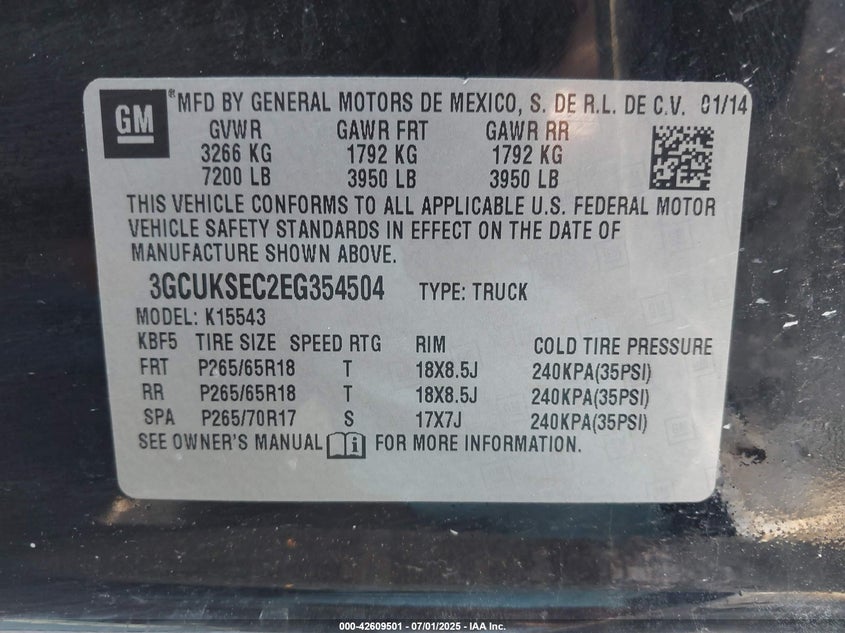 GM ® MFD BY GENERAL MOTORS DE MEXICO, S. DE R.L. DE C.V. 01/14
GVWR GAWR FRT GAWR RR
3266 KG 1792 KG 1792 KG
7200 LB 3950 LB 3950 LB
THIS VEHICLE CONFORMS TO ALL APPLICABLE U.S. FEDERAL MOTOR
VEHICLE SAFETY STANDARDS IN EFFECT ON THE DATE OF
MANUFACTURE SHOWN ABOVE.
3GCUKSEC2EG354504 TYPE: TRUCK
MODEL: K15543
KBF5 TIRE SIZE SPEED RTG RIM COLD TIRE PRESSURE
FRT P265/65R18 T 18X8.5J 240KPA(35PSI)
RR P265/65R18 T 18X8.5J 240KPA(35PSI)
SPA P265/70R17 S 17X7J 240KPA(35PSI)
SEE OWNER'S MANUAL i FOR MORE INFORMATION.
000-42609501 - 07/01/2025 - IAA Inc.